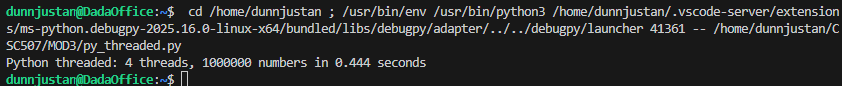 dunnjustan@DadaOffice:~$  cd /home/dunnjustan ; /usr/bin/env /usr/bin/python3 /home/dunnjustan/.vscode-server/extension
s/ms-python.debugpy-2025.16.0-linux-x64/bundled/libs/debugpy/adapter/../../debugpy/launcher 41361 -- /home/dunnjustan/C
SC507/MOD3/py_threaded.py
Python threaded: 4 threads, 1000000 numbers in 0.444 seconds
dunnjustan@DadaOffice:~$